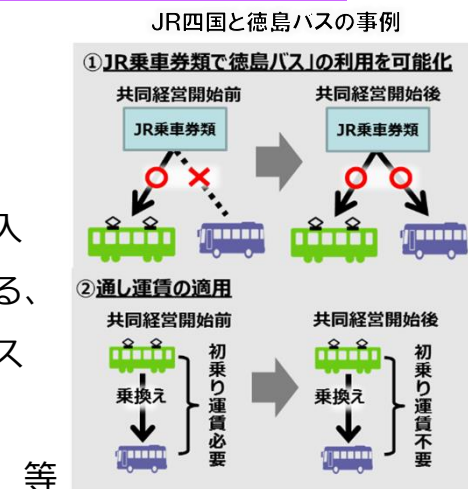 JR四国と徳島バスの事例
①JR乗車券類で徳島バス」の利用を可能化
共同経営開始前
共同経営開始後
JR乗車券類
JR乗車券類
入
る、
ス
等
②通し運賃の適用
共同経営開始前
共同経営開始後
乗換え
初乗り運賃必要
乗換え
初乗り運賃不要